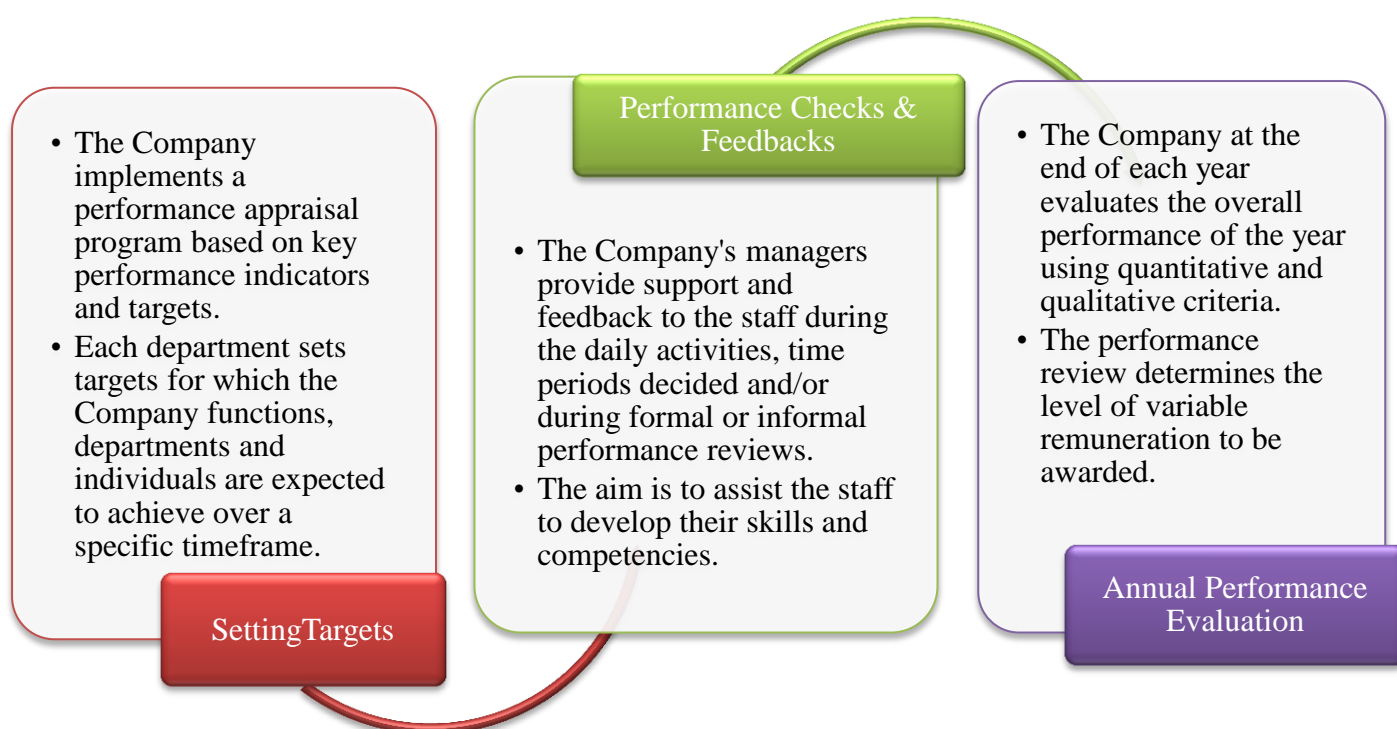 • The Company
implements a
performance appraisal
program based on key
performance indicators
and targets.
• Each department sets
targets for which the
Company functions,
departments and
individuals are expected
to achieve over a
specific timeframe.
SettingTargets
Performance Checks &
Feedbacks
• The Company's managers
provide support and
feedback to the staff during
the daily activities, time
periods decided and/or
during formal or informal
performance reviews.
• The aim is to assist the staff
to develop their skills and
competencies.
• The Company at the
end of each year
evaluates the overall
performance of the year
using quantitative and
qualitative criteria.
• The performance
review determines the
level of variable
remuneration to be
awarded.
Annual Performance
Evaluation